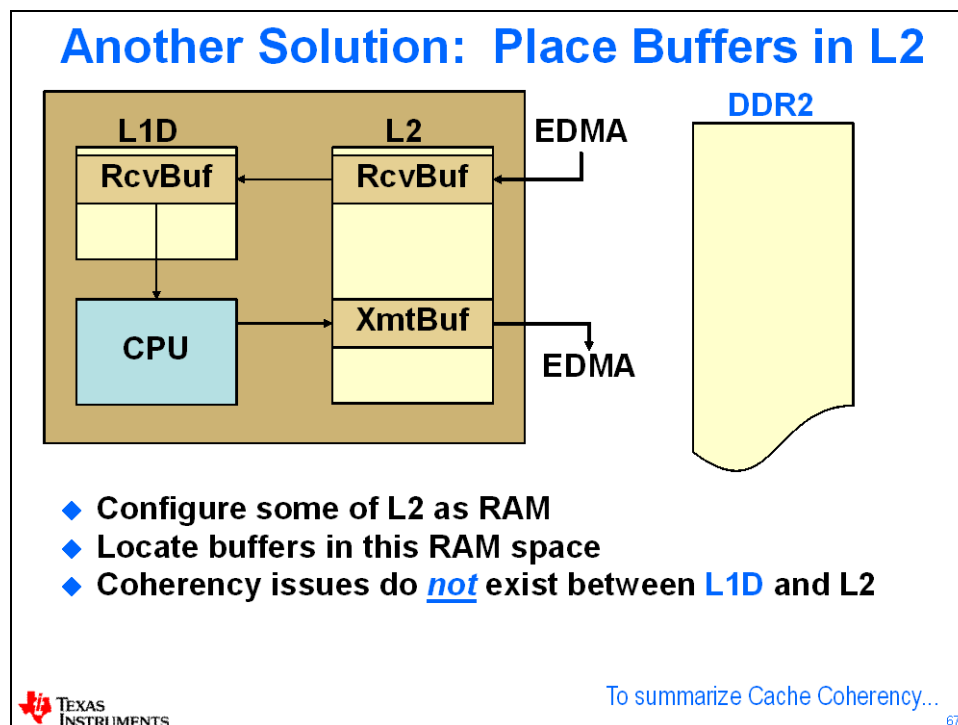 Another Solution: Place Buffers in L2
DDR2
L1D L2 EDMA
RcvBuf RcvBuf
XmtBuf
CPU
EDMA
Configure some of L2 as RAM
Locate buffers in this RAM space
Coherency issues do not exist between L1D and L2
To summarize Cache Coherency...
TEXAS
INSTRUMENTS
67